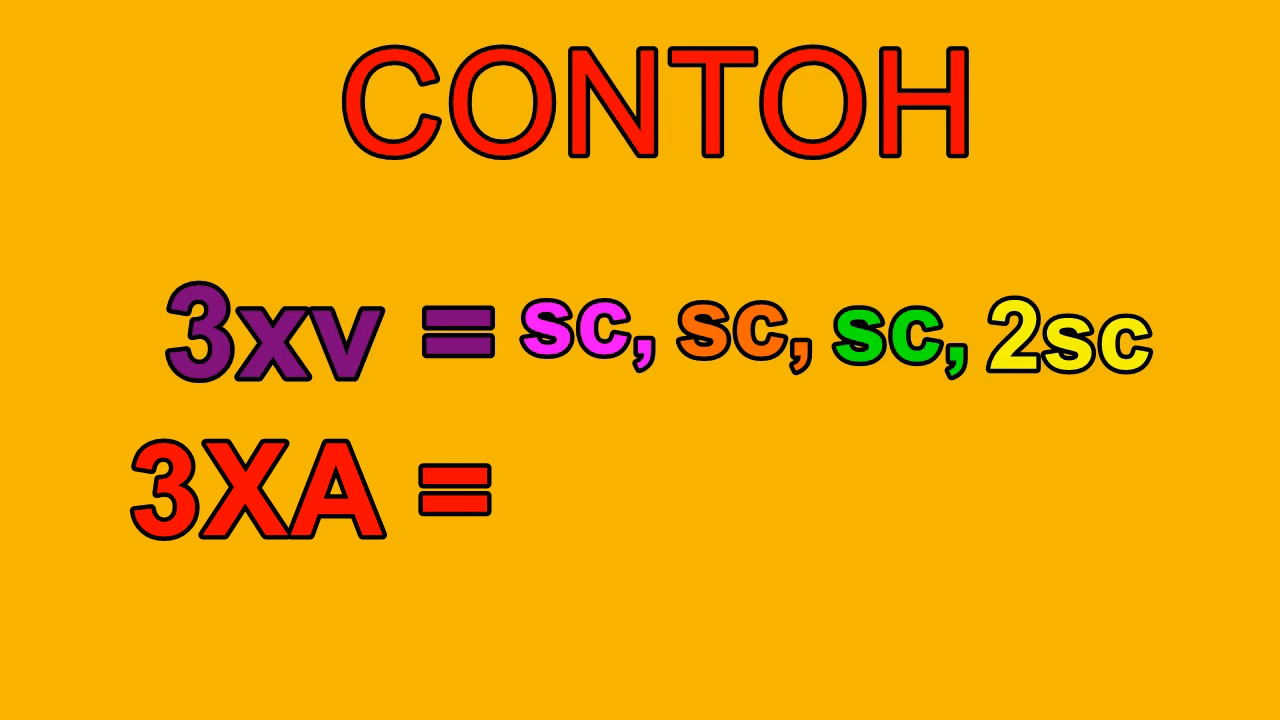 CONTOH
3xv = sc, sc, sc, 2sc
3XA =